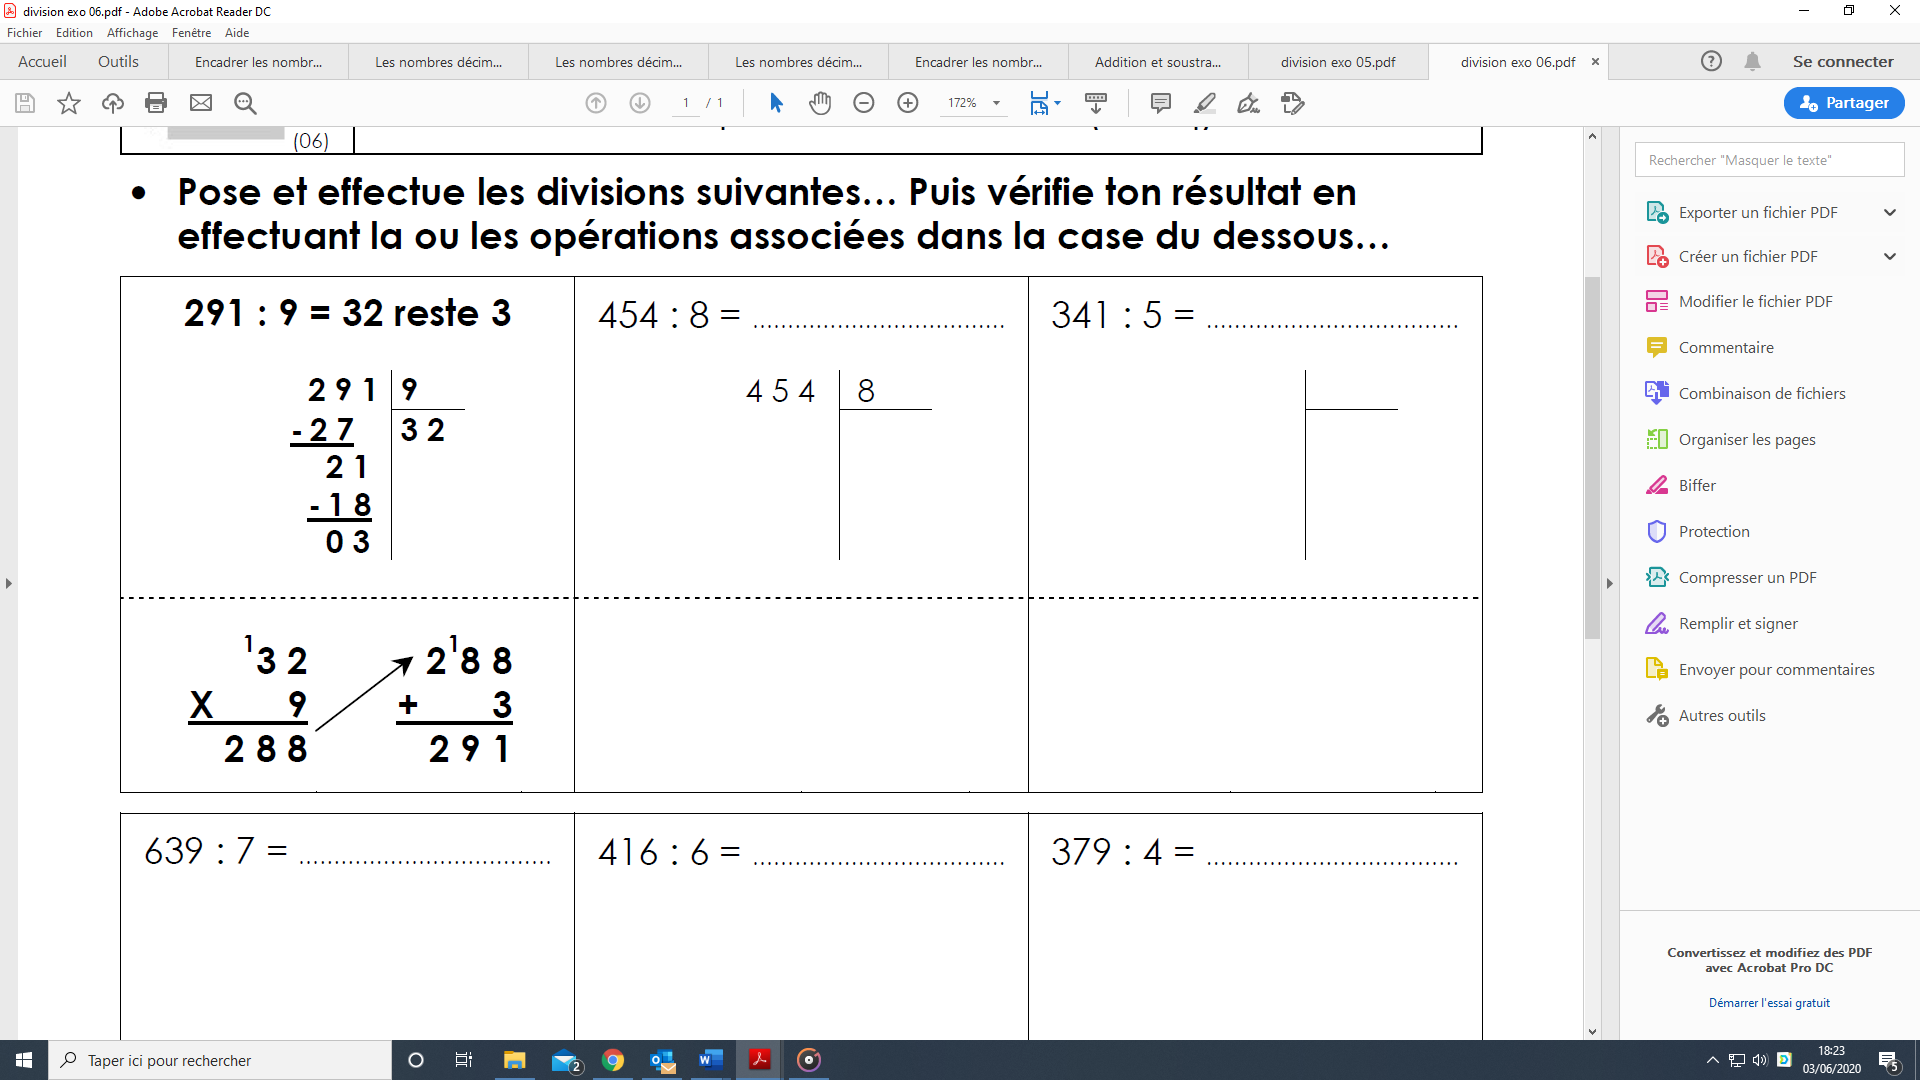 division exo 06.pdf - Adobe Acrobat Reader DC
Fichier Edition Affichage Fenêtre Aide
Accueil Outils Encadrer les nombr... Les nombres décim... Les nombres décim... Les nombres décim... Encadrer les nombr... Addition et soustra... division exo 05.pdf division exo 06.pdf × Se connecter
1 / 1 172% Partager
(06)
Rechercher "Masquer le texte"
• Pose et effectue les divisions suivantes… Puis vérifie ton résultat en
effectuant la ou les opérations associées dans la case du dessous…
291 : 9 = 32 reste 3
2 9 1 9
- 2 7 3 2
2 1
- 1 8
0 3
1 3 2
X 9
2 8 8
2 1 8 8
+ 3
2 9 1
454 : 8 = ....................................
4 5 4 8
341 : 5 = ....................................
639 : 7 = ....................................
416 : 6 = ....................................
379 : 4 = ....................................
Exporter un fichier PDF
Créer un fichier PDF
Modifier le fichier PDF
Commentaire
Combinaison de fichiers
Organiser les pages
Biffer
Protection
Compresser un PDF
Remplir et signer
Envoyer pour commentaires
Autres outils
Convertissez et modifiez des PDF
avec Acrobat Pro DC
Démarrer l'essai gratuit
Taper ici pour rechercher
2
18:23
03/06/2020
5